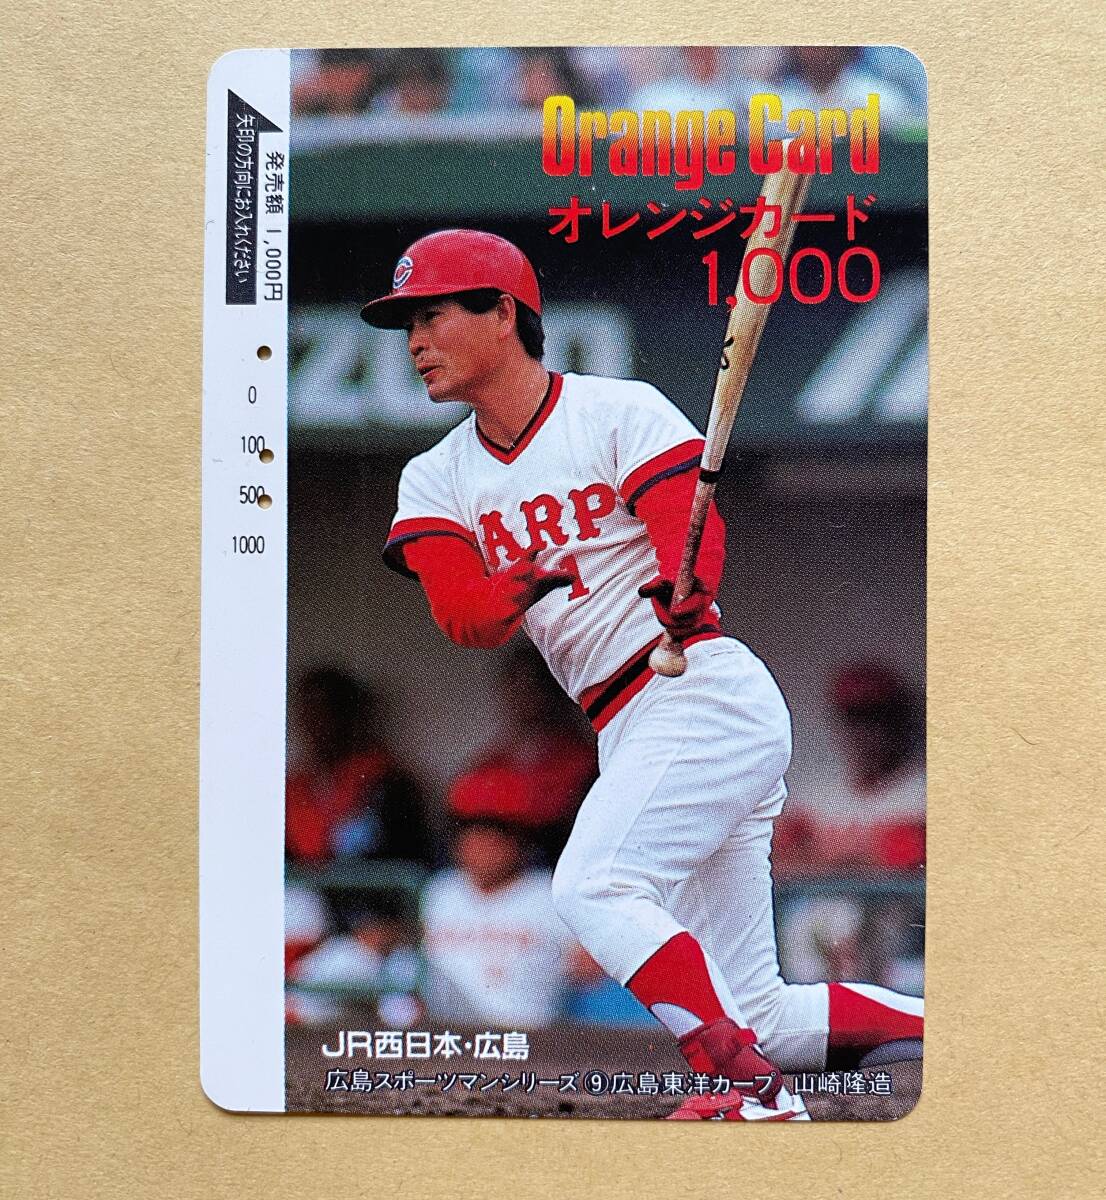 Orange Card
オレンジカード
1,000
矢印の方向にお入れください
発売額 1,000円
0
100
500
1000
ARP
1
JR西日本・広島
広島スポーツマンシリーズ ⑨広島東洋カープ 山崎隆造